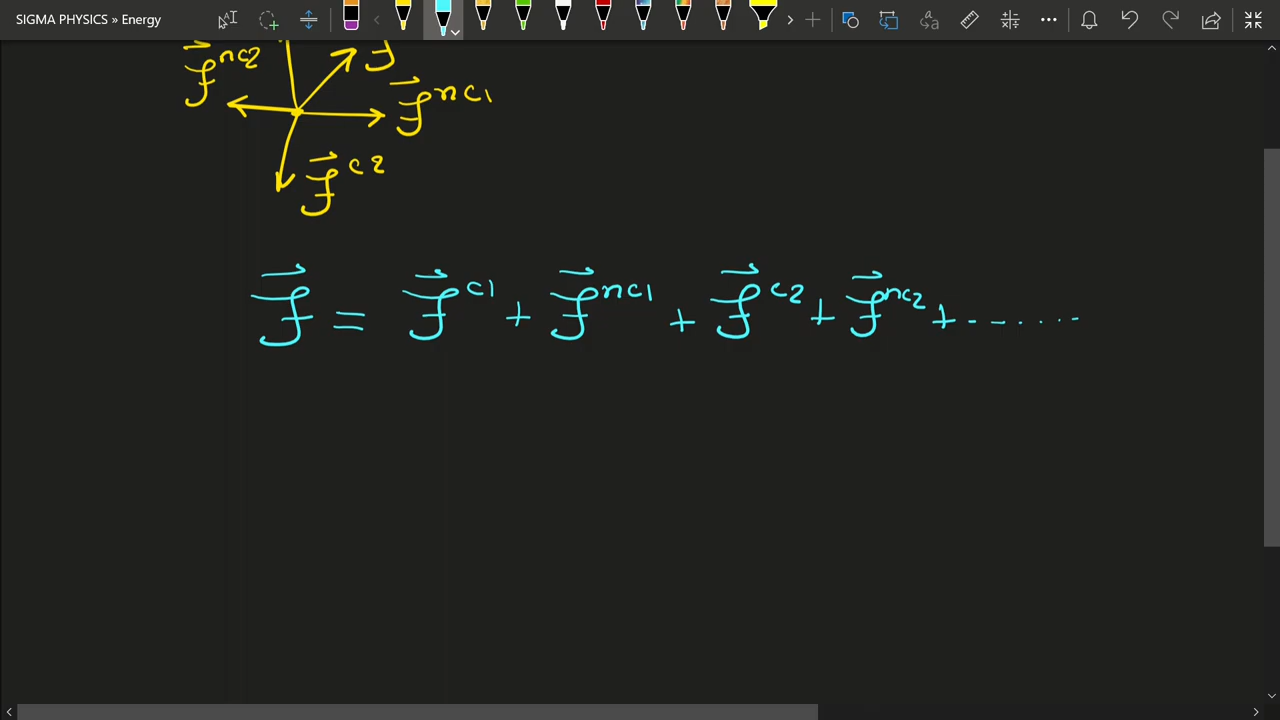 SIGMA PHYSICS » Energy
f⃗^nc2
f⃗^nc1
f⃗^c2
f⃗ = f⃗^c1 + f⃗^nc1 + f⃗^c2 + f⃗^nc2 + -- ....